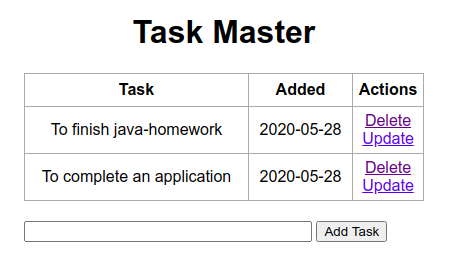 Task Master
Task Added Actions
To finish java-homework 2020-05-28 Delete
Update
To complete an application 2020-05-28 Delete
Update
Add Task